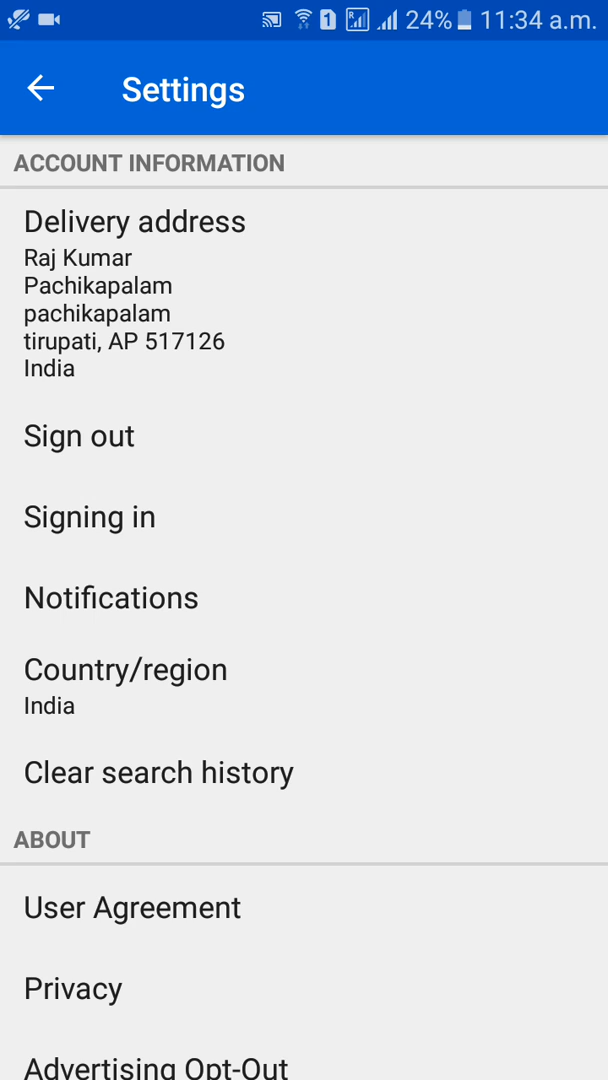 1 R 24% 11:34 a.m.
Settings
ACCOUNT INFORMATION
Delivery address
Raj Kumar
Pachikapalam
pachikapalam
tirupati, AP 517126
India
Sign out
Signing in
Notifications
Country/region
India
Clear search history
ABOUT
User Agreement
Privacy
Advertising Opt-Out